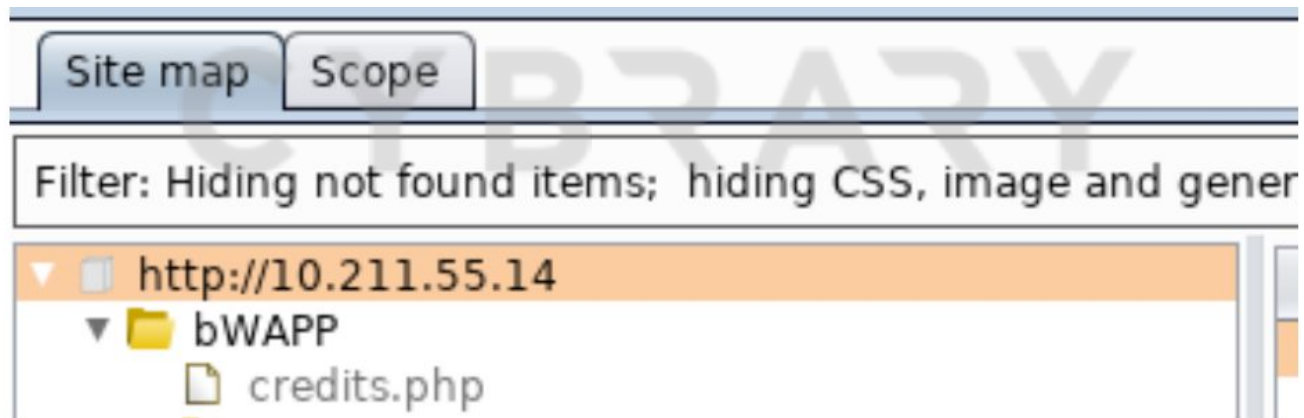 Site map Scope
CYBRARY
Filter: Hiding not found items; hiding CSS, image and gener
http://10.211.55.14
bWAPP
credits.php